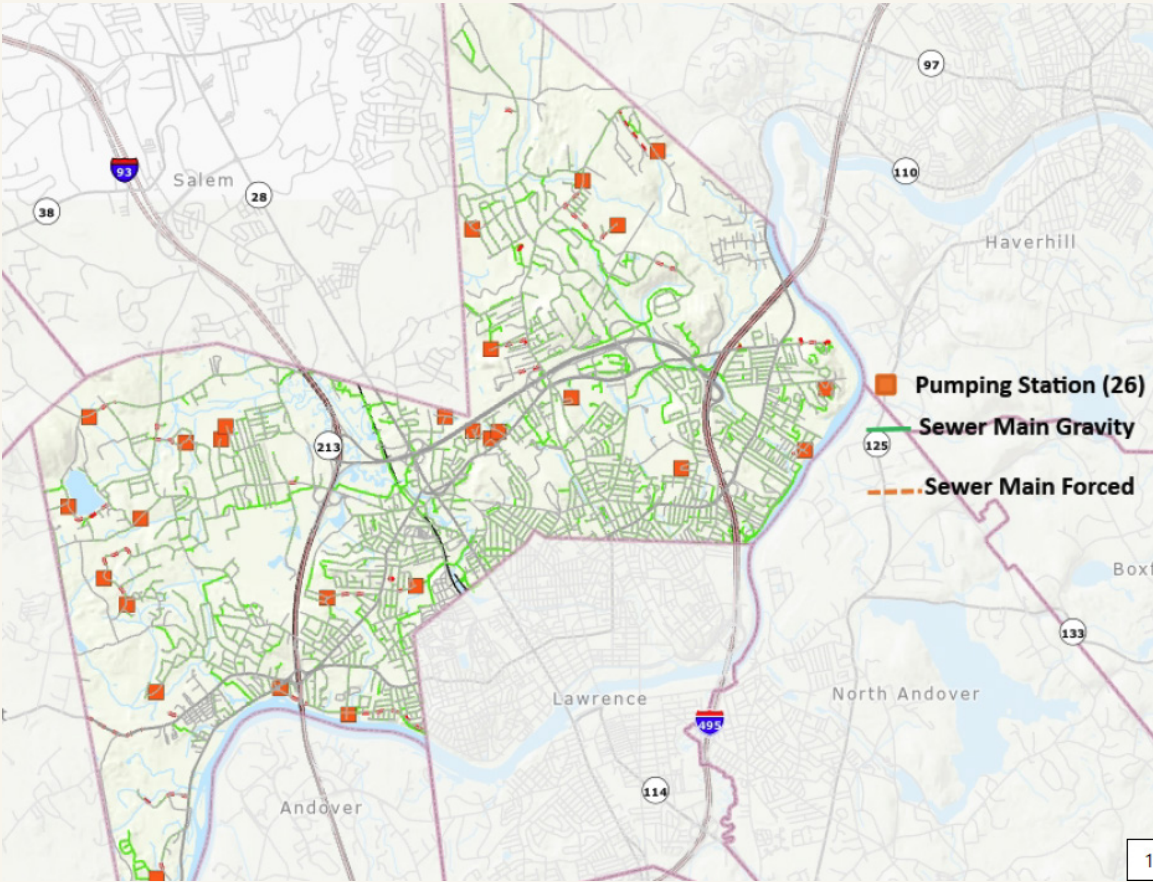 97
93
Salem
110
28
38
Haverhill
Pumping Station (26)
Sewer Main Gravity
213
125
Sewer Main Forced
133
Lawrence
North Andover
495
114
Andover
1